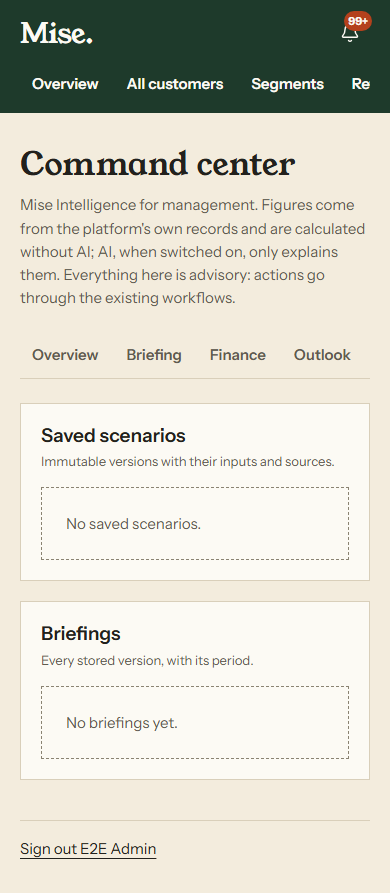 Mise.
99+
Overview All customers Segments Re
Command center
Mise Intelligence for management. Figures come
from the platform's own records and are calculated
without AI; AI, when switched on, only explains
them. Everything here is advisory: actions go
through the existing workflows.
Overview Briefing Finance Outlook
Saved scenarios
Immutable versions with their inputs and sources.
No saved scenarios.
Briefings
Every stored version, with its period.
No briefings yet.
Sign out E2E Admin